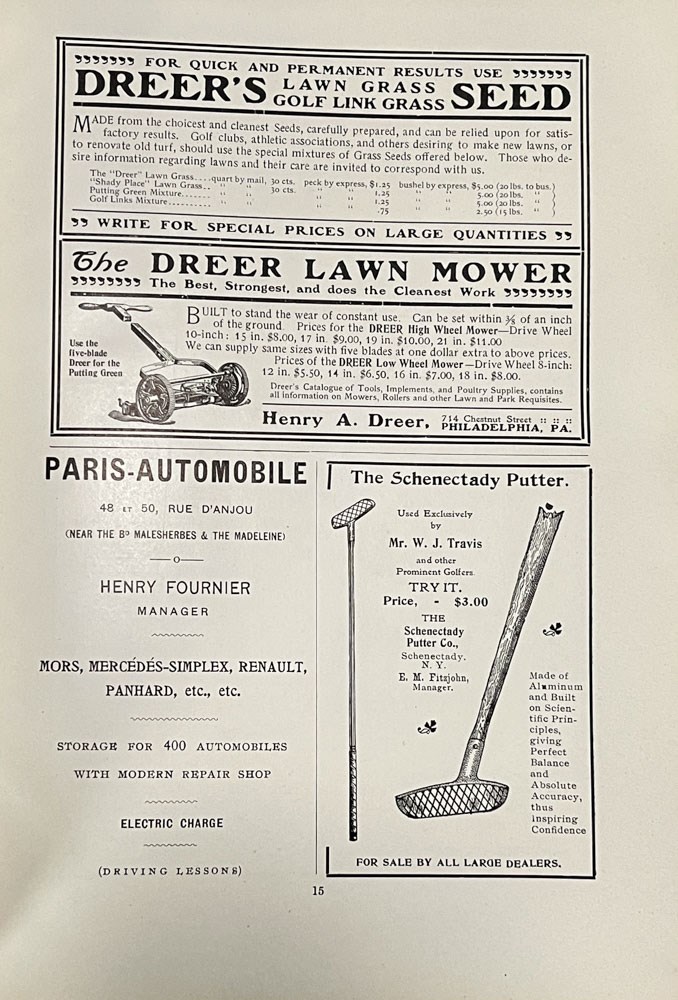 FOR QUICK AND PERMANENT RESULTS USE
DREER'S LAWN GRASS GOLF LINK GRASS SEED
MADE from the choicest and cleanest Seeds, carefully prepared, and can be relied upon for satis-
factory results. Golf clubs, athletic associations, and others desiring to make new lawns, or
to renovate old turf, should use the special mixtures of Grass Seeds offered below. Those who de-
sire information regarding lawns and their care are invited to correspond with us.
The "Dreer" Lawn Grass....quart by mail, 30 cts. peck by express, $1.25 bushel by express, $5.00 (20 lbs. to bus.)
"Shady Place" Lawn Grass.. " " 30 cts. " " 1.25 " " 5.00 (20 lbs. " )
Putting Green Mixture....... " " 1.25 " " 5.00 (20 lbs. " )
Golf Links Mixture.......... " " .75 " " 2.50 (15 lbs. " )
WRITE FOR SPECIAL PRICES ON LARGE QUANTITIES
The DREER LAWN MOWER
The Best, Strongest, and does the Cleanest Work
Use the
five-blade
Dreer for the
Putting Green
BUILT to stand the wear of constant use. Can be set within ⅜ of an inch
of the ground Prices for the DREER High Wheel Mower—Drive Wheel
10-inch: 15 in. $8.00, 17 in. $9.00, 19 in. $10.00, 21 in. $11.00
We can supply same sizes with five blades at one dollar extra to above prices.
Prices of the DREER Low Wheel Mower—Drive Wheel 8-inch:
12 in. $5.50, 14 in. $6.50, 16 in. $7.00, 18 in. $8.00.
Dreer's Catalogue of Tools, Implements, and Poultry Supplies, contains
all information on Mowers, Rollers and other Lawn and Park Requisites.
Henry A. Dreer, 714 Chestnut Street :: :: ::
PHILADELPHIA, PA.
PARIS-AUTOMOBILE
48 ET 50, RUE D'ANJOU
(NEAR THE BD MALESHERBES & THE MADELEINE)
HENRY FOURNIER
MANAGER
MORS, MERCÉDÉS-SIMPLEX, RENAULT,
PANHARD, etc., etc.
STORAGE FOR 400 AUTOMOBILES
WITH MODERN REPAIR SHOP
ELECTRIC CHARGE
(DRIVING LESSONS)
The Schenectady Putter.
Used Exclusively
by
Mr. W. J. Travis
and other
Prominent Golfers.
TRY IT.
Price, - $3.00
THE
Schenectady
Putter Co.,
Schenectady,
N. Y.
E. M. Fitzjohn,
Manager.
Made of
Aluminum
and Built
on Scien-
tific Prin-
ciples,
giving
Perfect
Balance
and
Absolute
Accuracy,
thus
inspiring
Confidence
FOR SALE BY ALL LARGE DEALERS.
15